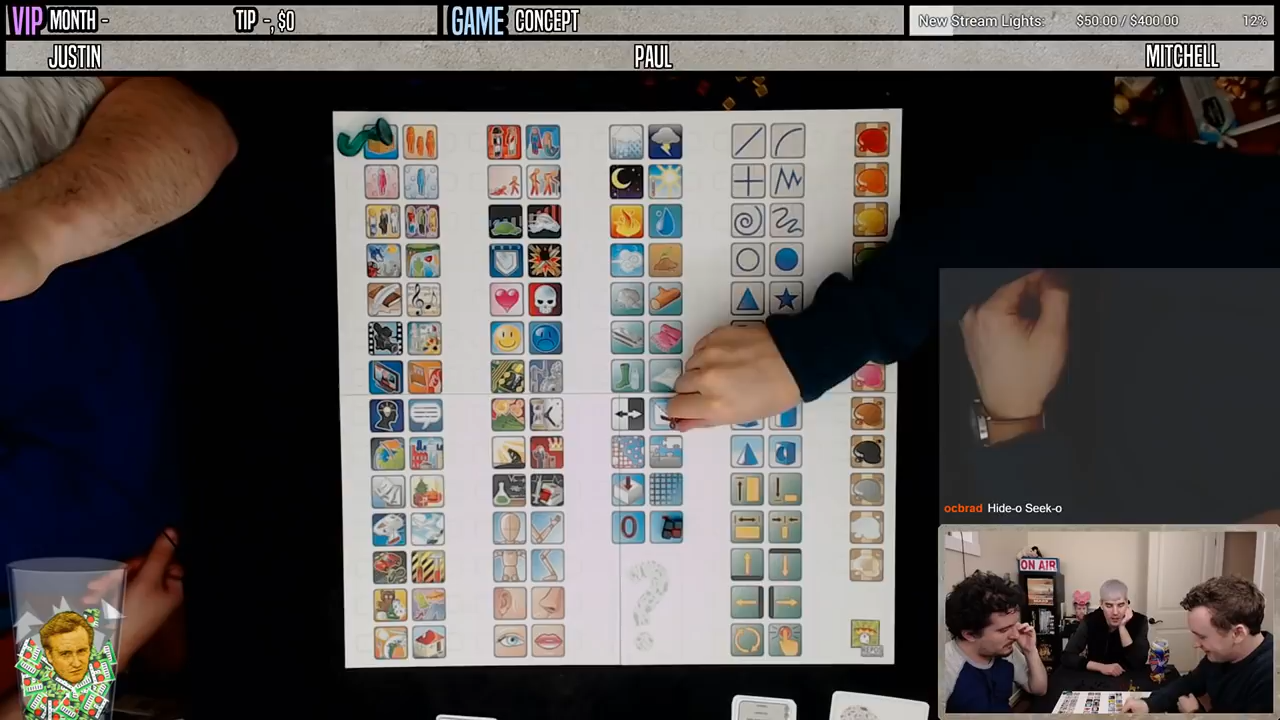 VIP MONTH - TIP -, $0 GAME CONCEPT New Stream Lights: $50.00 / $400.00 12%
JUSTIN PAUL MITCHELL
ocbrad Hide-o Seek-o
ON AIR